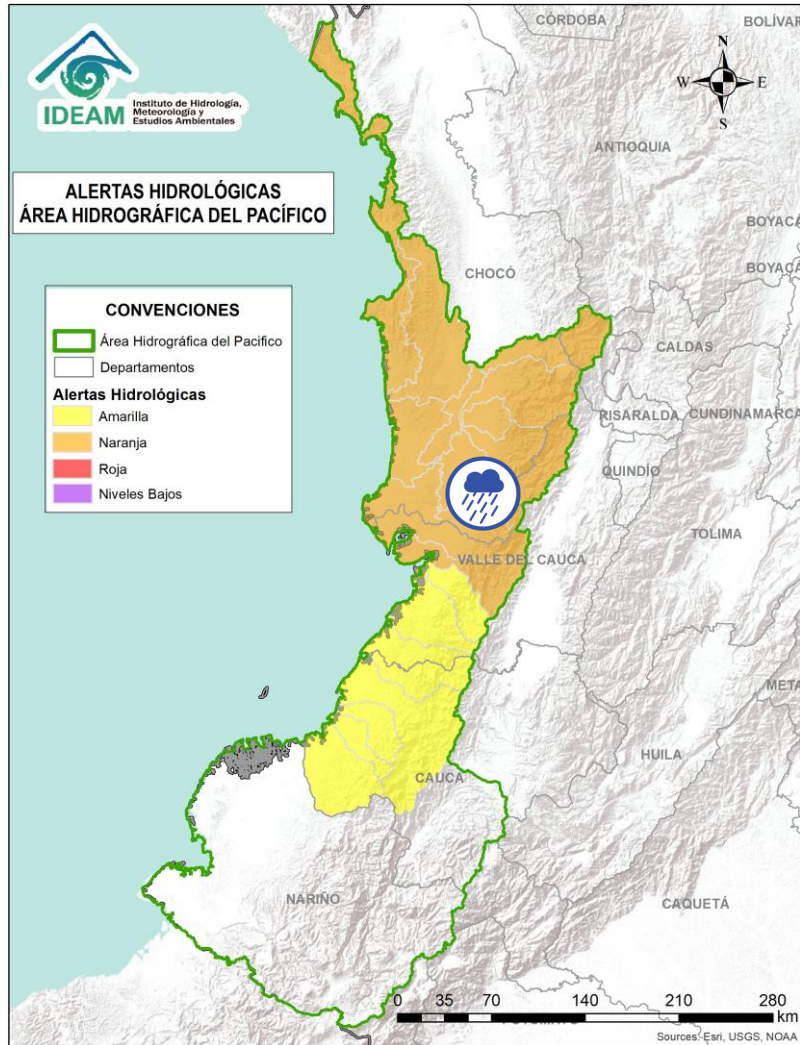 IDEAM
Instituto de Hidrología,
Meteorología y
Estudios Ambientales
ALERTAS HIDROLÓGICAS
ÁREA HIDROGRÁFICA DEL PACÍFICO
CONVENCIONES
Área Hidrográfica del Pacifico
Departamentos
Alertas Hidrológicas
Amarilla
Naranja
Roja
Niveles Bajos
CÓRDOBA
BOLÍVAR
N
W
E
S
ANTIOQUIA
BOYACÁ
CHOCÓ
BOYACÁ
CALDAS
RISARALDA
CUNDINAMARCA
QUINDÍO
TOLIMA
VALLE DEL CAUCA
META
HUILA
CAUCA
NARIÑO
CAQUETÁ
0 35 70 140 210 280
km
Sources: Esri, USGS, NOAA